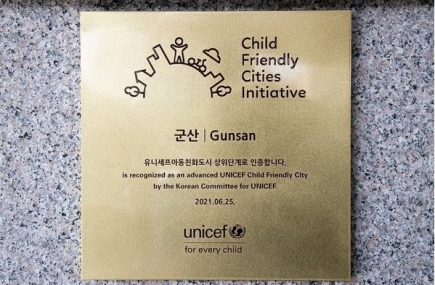 Child
Friendly
Cities
Initiative
군산 | Gunsan
유니세프아동친화도시 상위단계로 인증합니다.
is recognized as an advanced UNICEF Child Friendly City
by the Korean Committee for UNICEF.
2021.06.25.
unicef
for every child